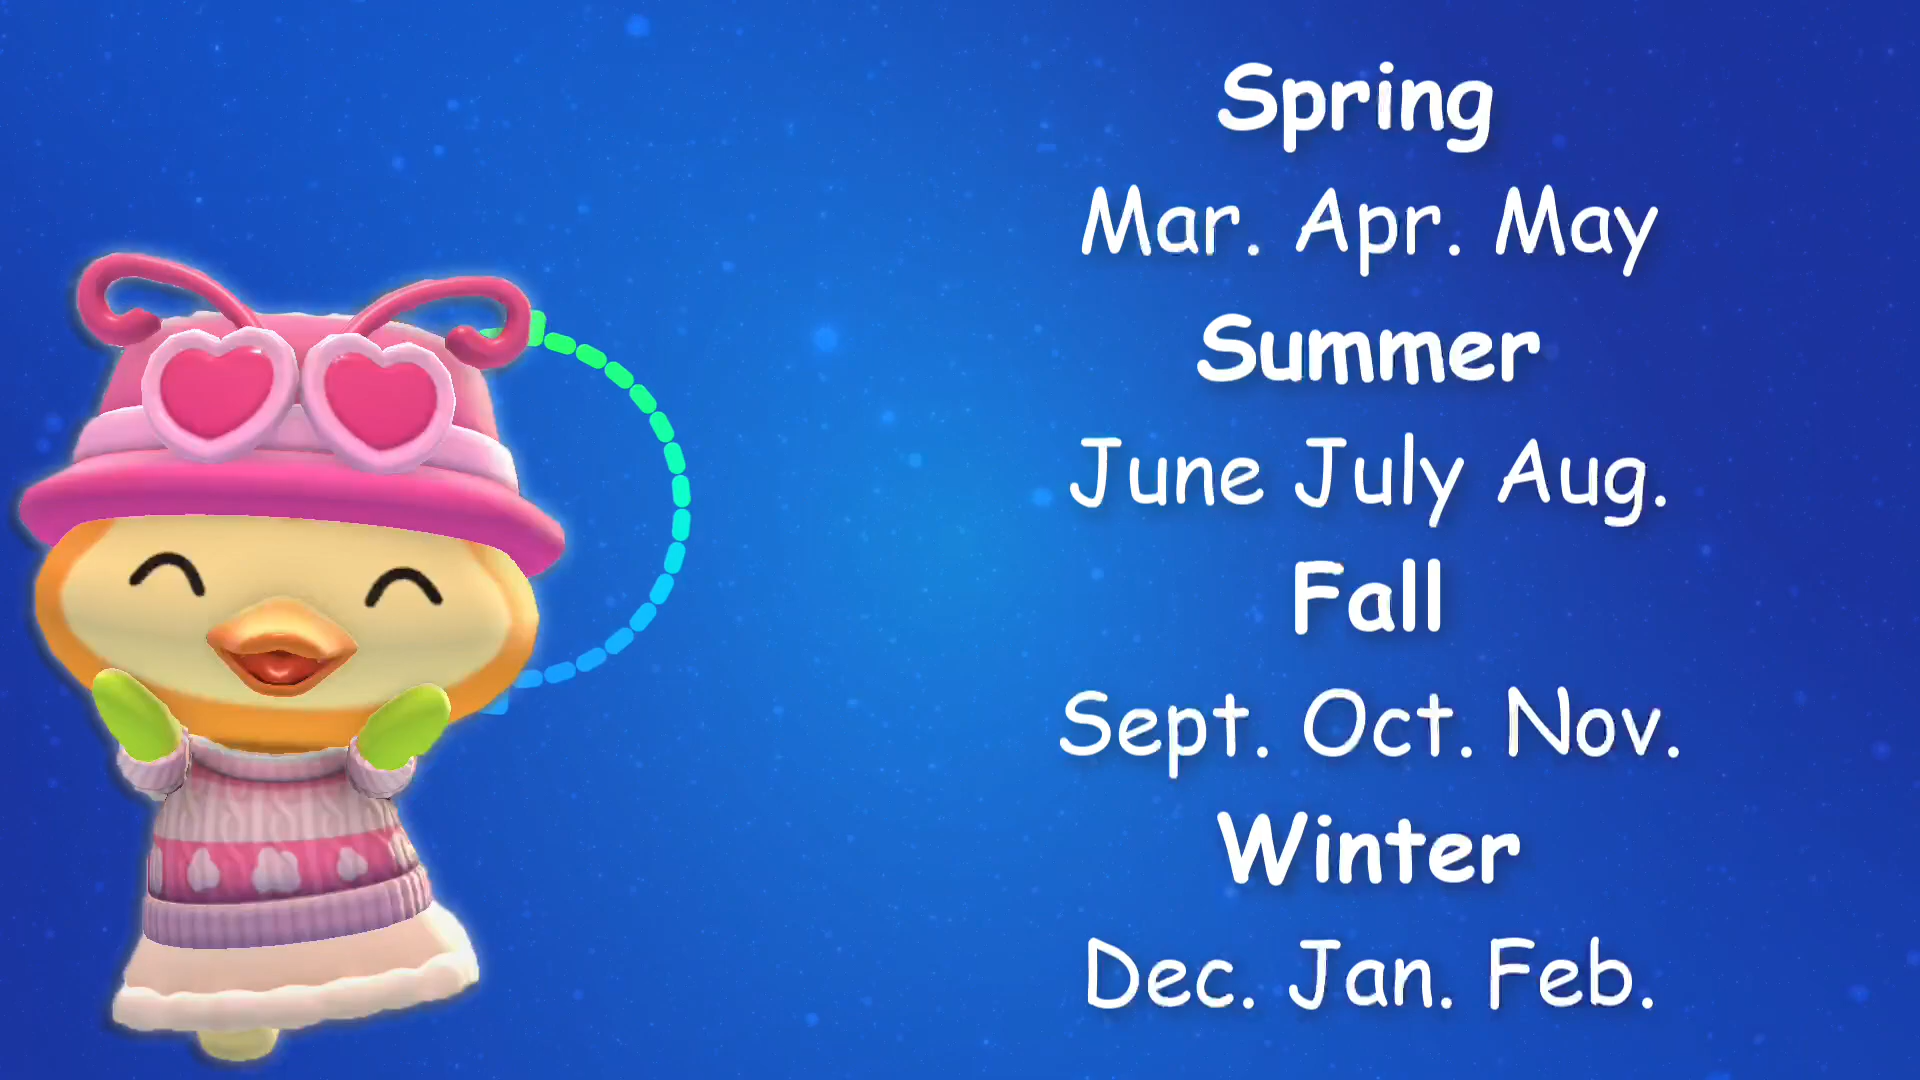 Spring
Mar. Apr. May
Summer
June July Aug.
Fall
Sept. Oct. Nov.
Winter
Dec. Jan. Feb.